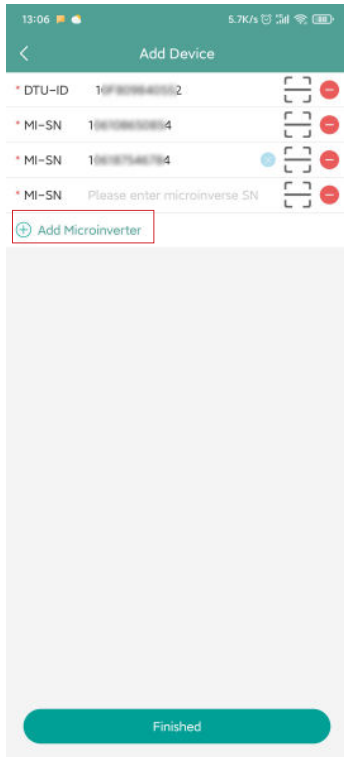 13:06 5.7K/s
Add Device
* DTU-ID
* MI-SN
* MI-SN
* MI-SN Please enter microinverse SN
Add Microinverter
Finished